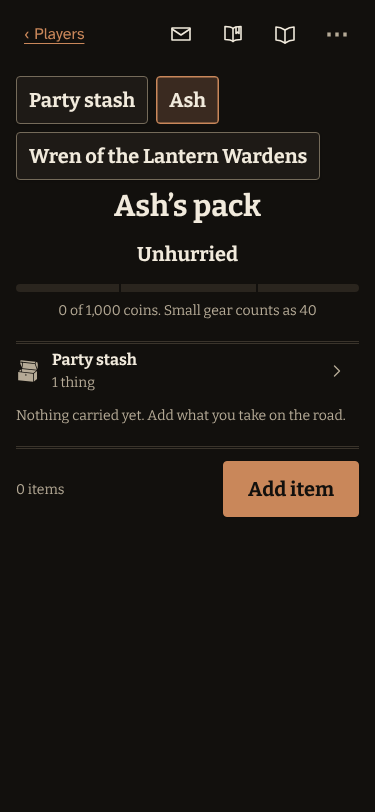 ‹ Players
Party stash
Ash
Wren of the Lantern Wardens
Ash’s pack
Unhurried
0 of 1,000 coins. Small gear counts as 40
Party stash
1 thing
Nothing carried yet. Add what you take on the road.
0 items
Add item